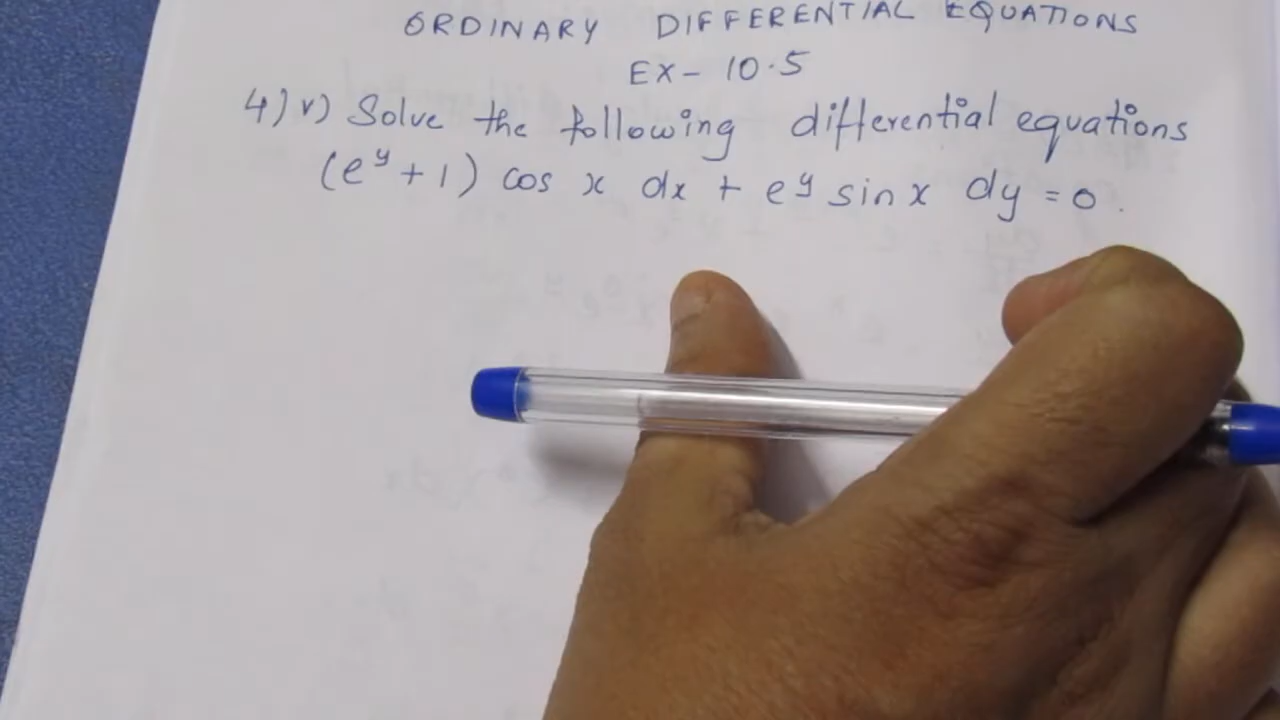 ORDINARY DIFFERENTIAL EQUATIONS
EX- 10.5
4) v) Solve the following differential equations
(e^y + 1) cos x dx + e^y sin x dy = 0.